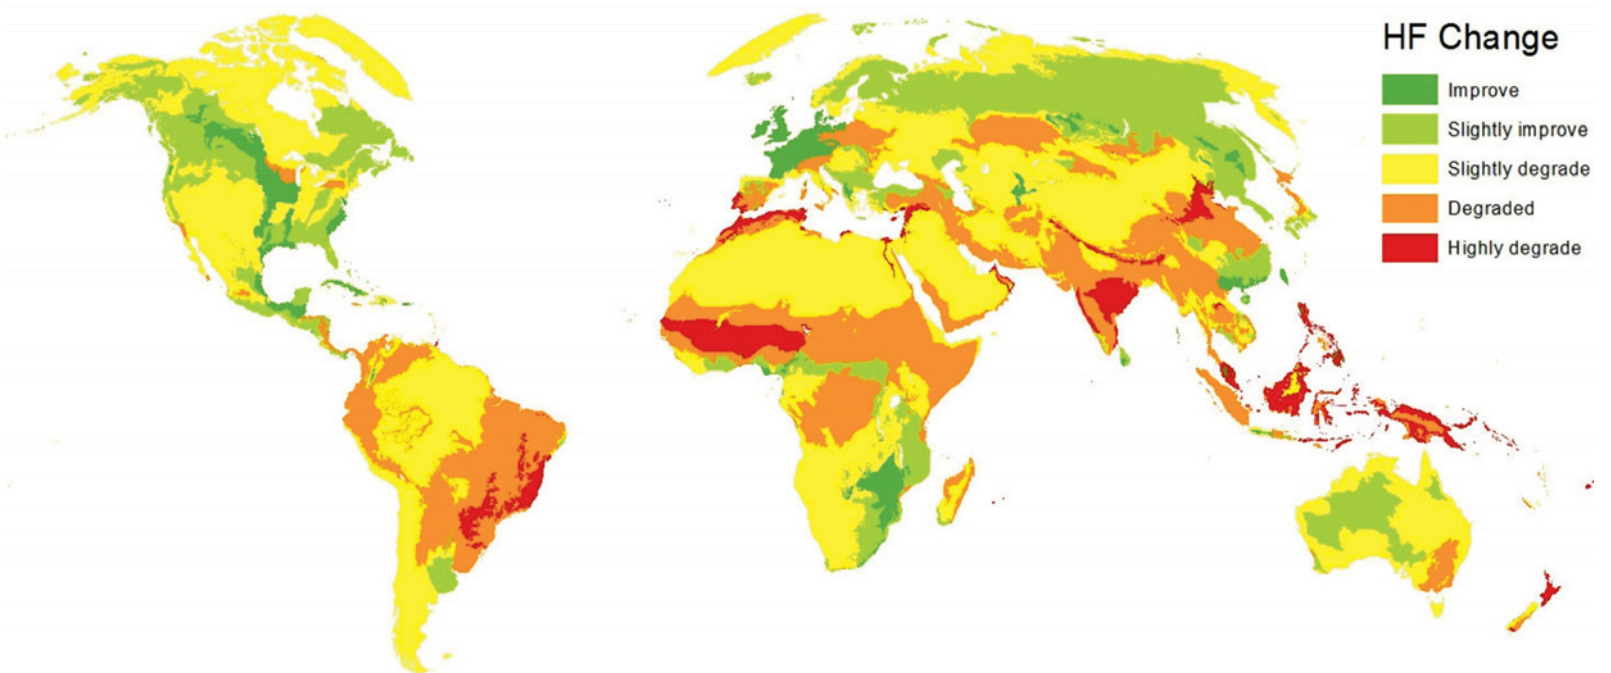 HF Change
Improve
Slightly improve
Slightly degrade
Degraded
Highly degrade